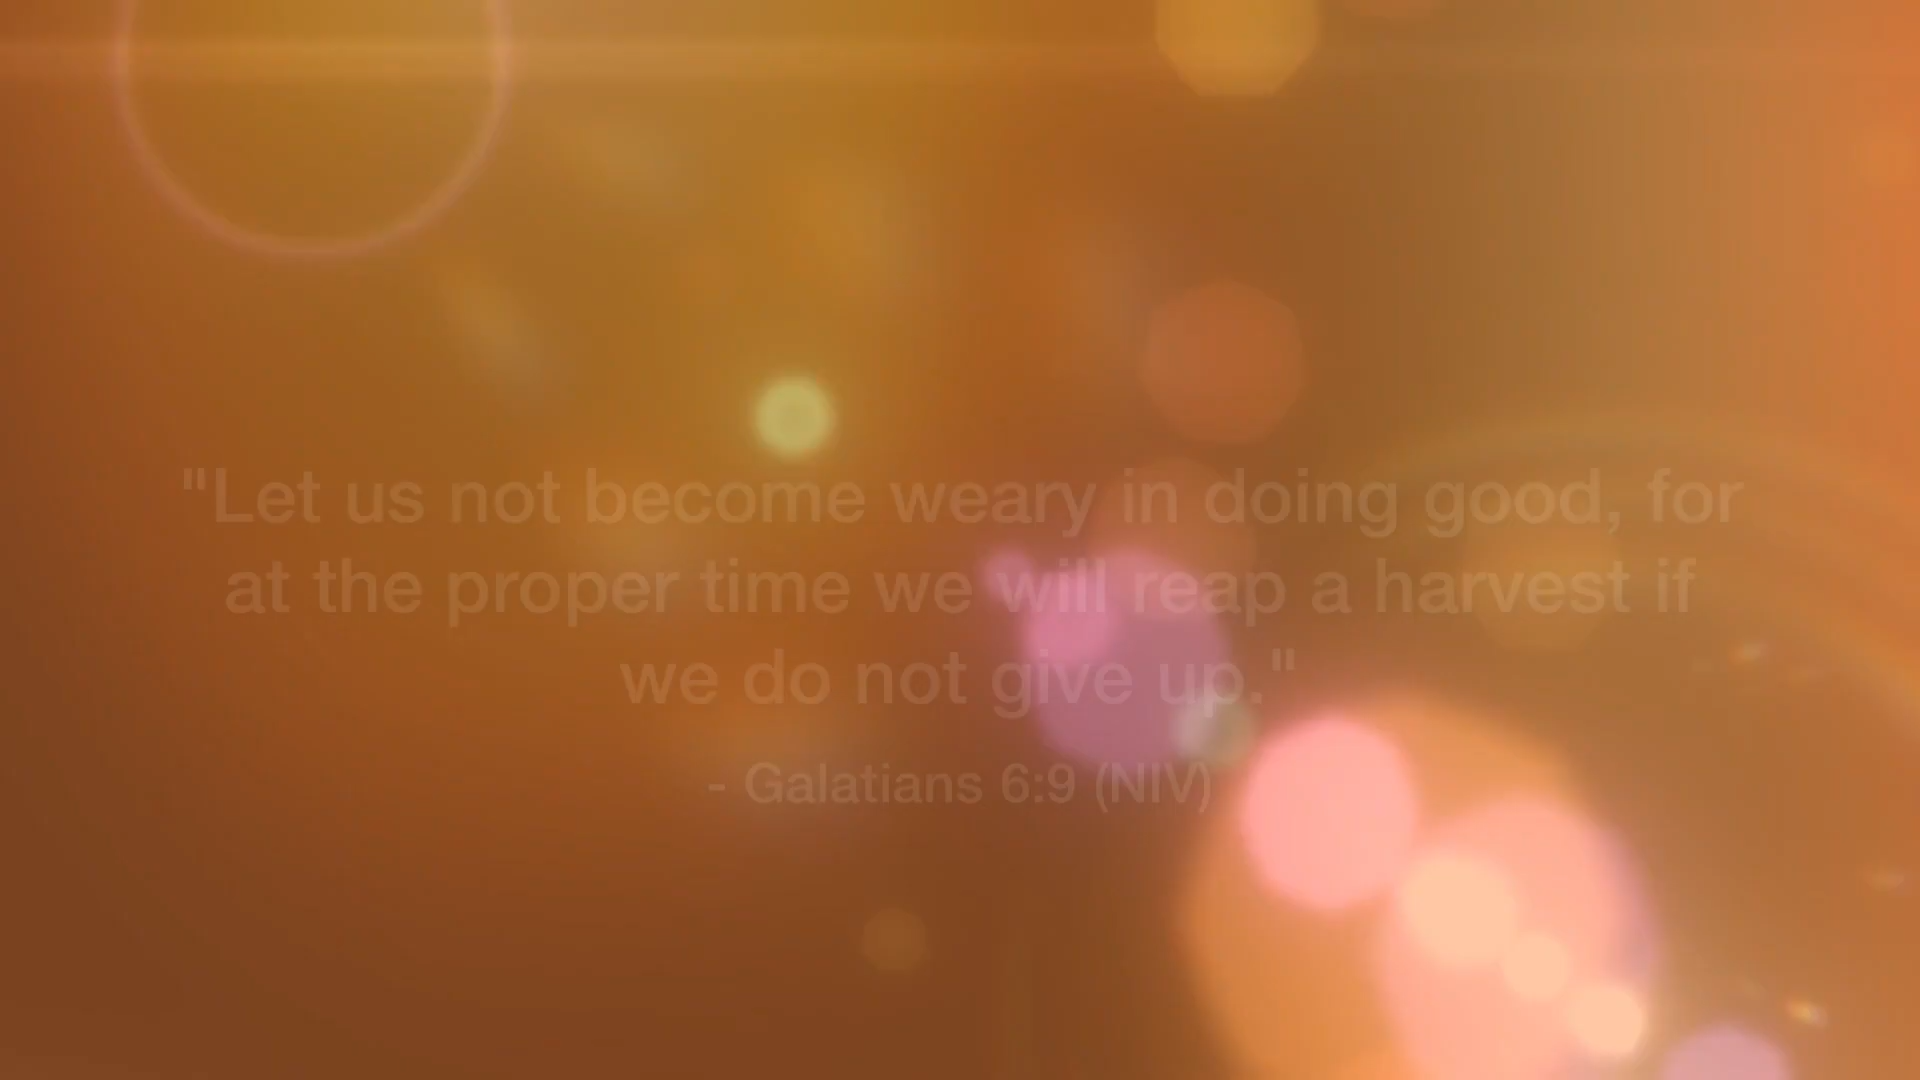 "Let us not become weary in doing good, for
at the proper time we will reap a harvest if
we do not give up."
- Galatians 6:9 (NIV)